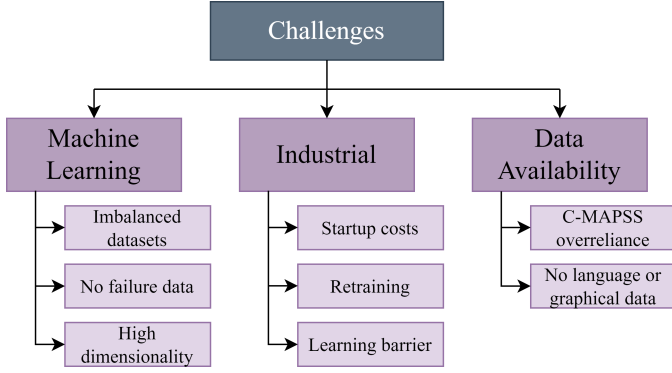 Challenges
Machine
Learning
Imbalanced
datasets
No failure data
High
dimensionality
Industrial
Startup costs
Retraining
Learning barrier
Data
Availability
C-MAPSS
overreliance
No language or
graphical data